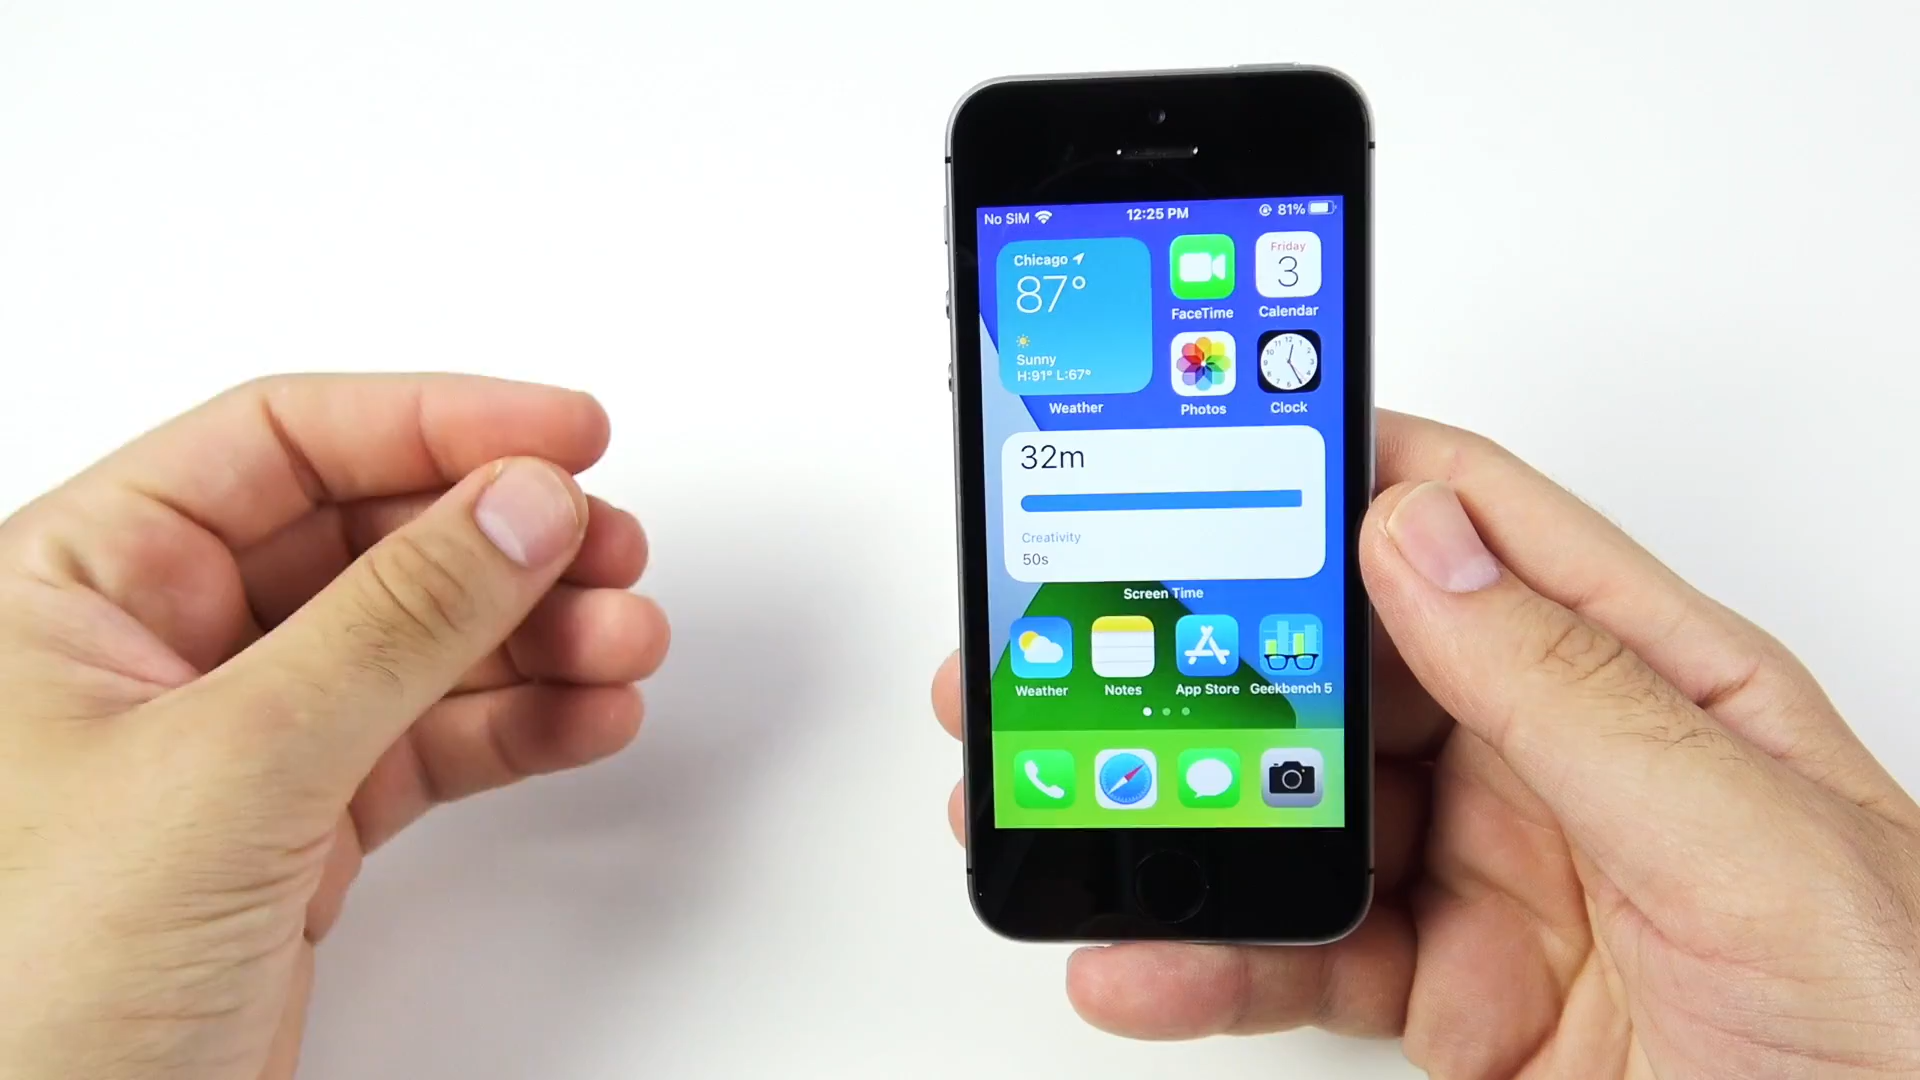 No SIM 12:25 PM 81%
Chicago
87°
Sunny
H:91° L:67°
Weather
FaceTime
Friday
3
Calendar
Photos
Clock
32m
Creativity
50s
Screen Time
Weather
Notes
App Store
Geekbench 5